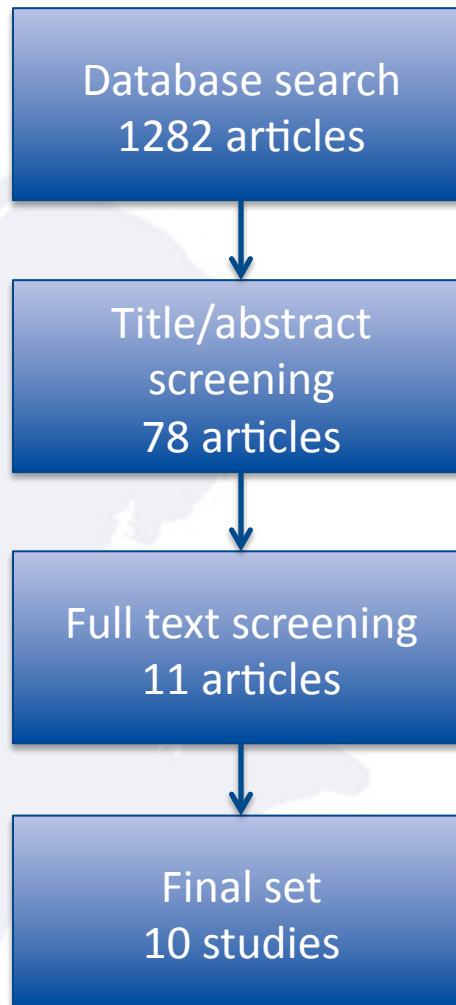 Database search
1282 articles
Title/abstract
screening
78 articles
Full text screening
11 articles
Final set
10 studies